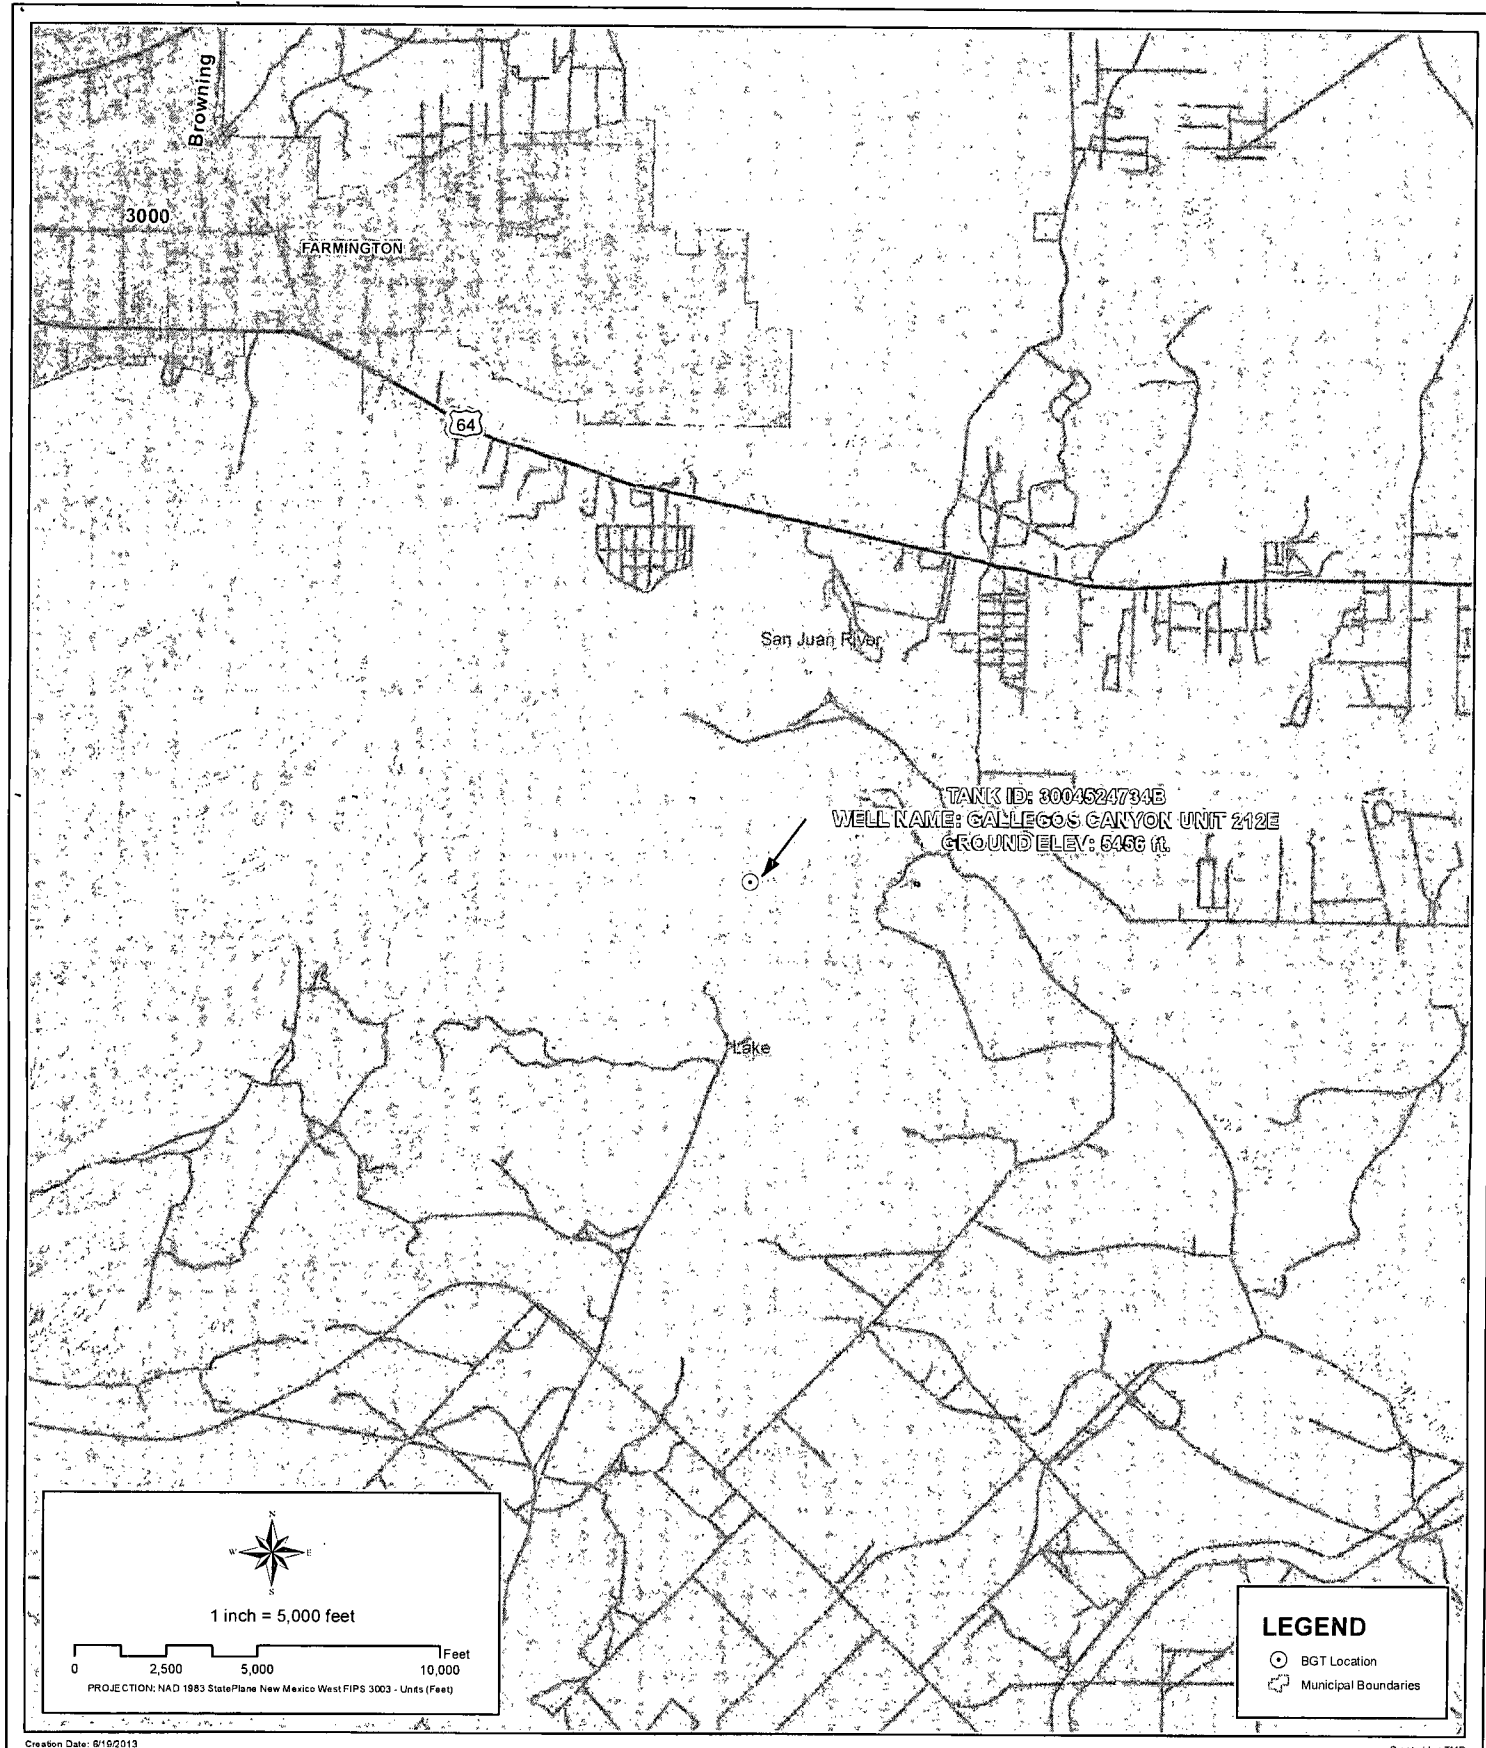 Browning
3000
FARMINGTON
64
San Juan River
TANK ID: 3004524734B
WELL NAME: GALLEGOS CANYON UNIT 212E
GROUND ELEV: 5456 ft.
Lake
N
W E
S
1 inch = 5,000 feet
Feet
0 2,500 5,000 10,000
PROJECTION: NAD 1983 StatePlane New Mexico West FIPS 3003 - Units (Feet)
LEGEND
BGT Location
Municipal Boundaries
Creation Date: 6/19/2013